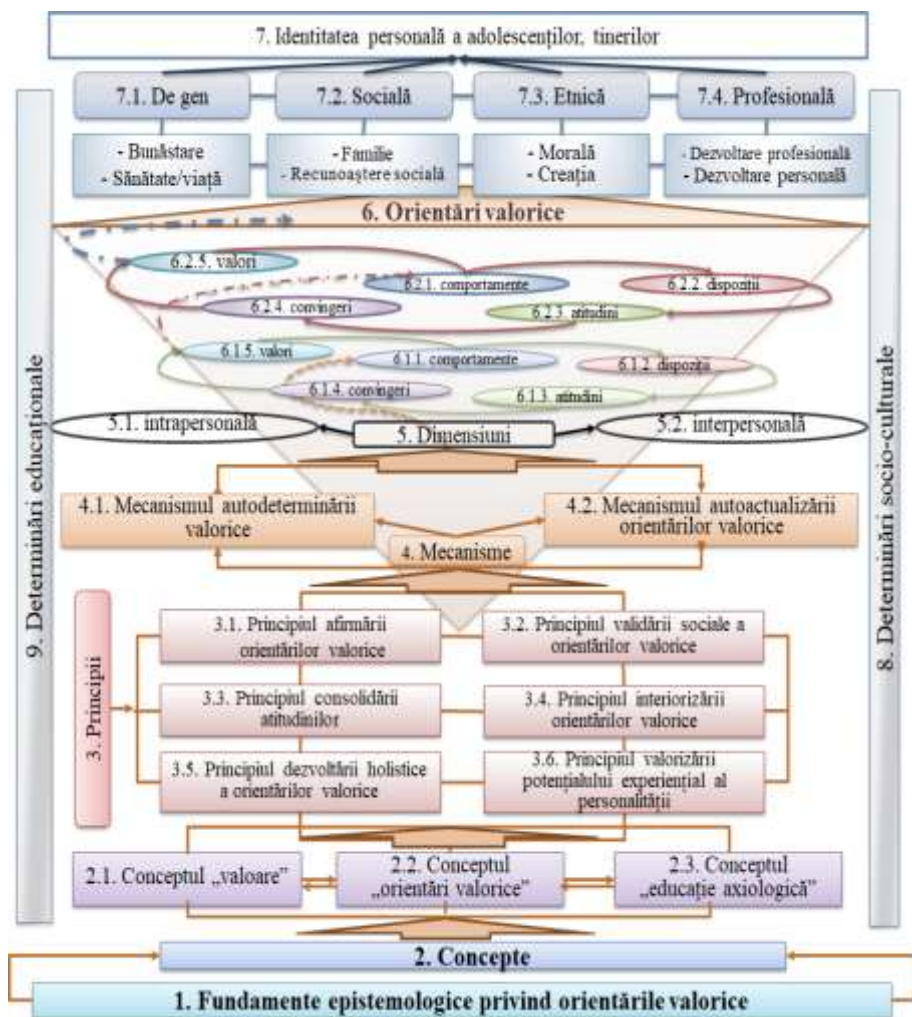 7. Identitatea personală a adolescenților, tinerilor
7.1. De gen
7.2. Socială
7.3. Etnică
7.4. Profesională
- Bunăstare
- Sănătate/viață
- Familie
- Recunoaștere socială
- Morală
- Creația
- Dezvoltare profesională
- Dezvoltare personală
6. Orientări valorice
6.2.5. valori
6.2.1. comportamente
6.2.2. dispoziții
6.2.4. convingeri
6.2.3. atitudini
6.1.5. valori
6.1.1. comportamente
6.1.2. dispoziții
6.1.4. convingeri
6.1.3. atitudini
5.1. intrapersonală
5. Dimensiuni
5.2. interpersonală
4.1. Mecanismul autodeterminării
valorice
4.2. Mecanismul autoactualizării
orientărilor valorice
4. Mecanisme
3. Principii
3.1. Principiul afirmării
orientărilor valorice
3.2. Principiul validării sociale a
orientărilor valorice
3.3. Principiul consolidării
atitudinilor
3.4. Principiul interiorizării
orientărilor valorice
3.5. Principiul dezvoltării holistice
a orientărilor valorice
3.6. Principiul valorizării
potențialului experiențial al
personalității
2.1. Conceptul „valoare”
2.2. Conceptul
„orientări valorice”
2.3. Conceptul
„educație axiologică”
2. Concepte
1. Fundamente epistemologice privind orientările valorice
9. Determinări educaționale
8. Determinări socio-culturale